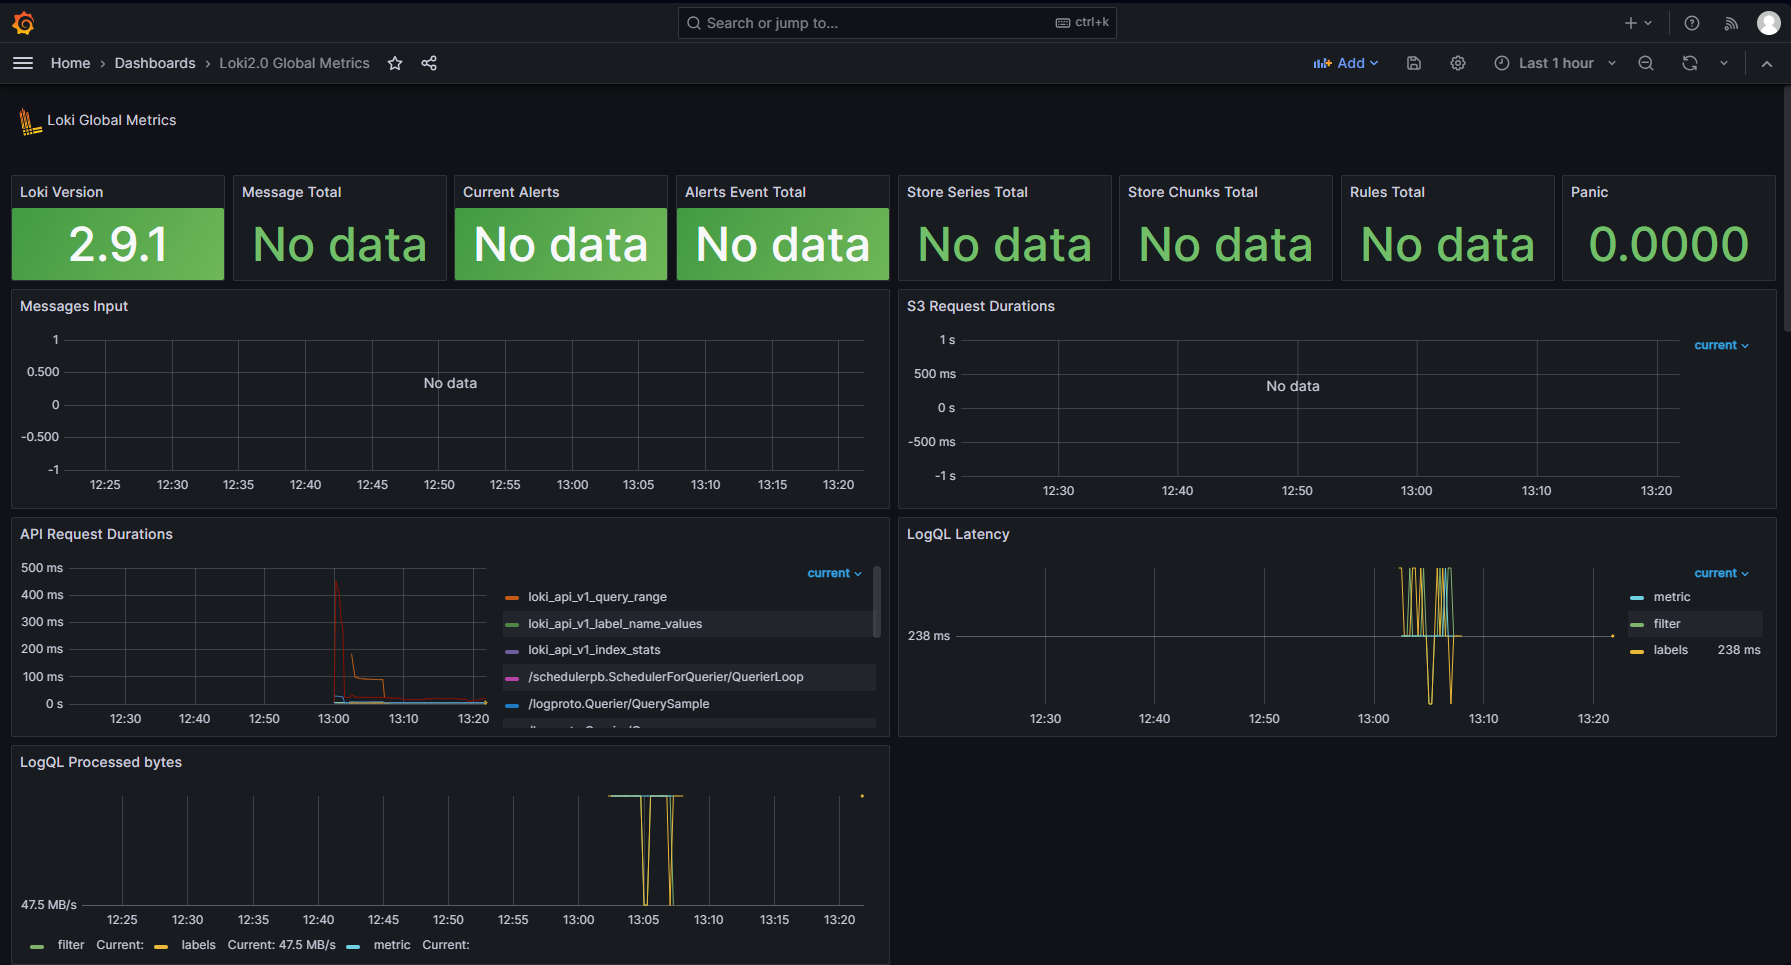 Search or jump to...
ctrl+k
Home › Dashboards › Loki2.0 Global Metrics
Add
Last 1 hour
Loki Global Metrics
Loki Version
2.9.1
Message Total
No data
Current Alerts
No data
Alerts Event Total
No data
Store Series Total
No data
Store Chunks Total
No data
Rules Total
No data
Panic
0.0000
Messages Input
1
0.500
0
-0.500
-1
No data
12:25 12:30 12:35 12:40 12:45 12:50 12:55 13:00 13:05 13:10 13:15 13:20
S3 Request Durations
1 s
500 ms
0 s
-500 ms
-1 s
No data
12:30 12:40 12:50 13:00 13:10 13:20
current
API Request Durations
500 ms
400 ms
300 ms
200 ms
100 ms
0 s
12:30 12:40 12:50 13:00 13:10 13:20
current
loki_api_v1_query_range
loki_api_v1_label_name_values
loki_api_v1_index_stats
/schedulerpb.SchedulerForQuerier/QuerierLoop
/logproto.Querier/QuerySample
LogQL Latency
238 ms
12:30 12:40 12:50 13:00 13:10 13:20
current
metric
filter
labels 238 ms
LogQL Processed bytes
47.5 MB/s
12:25 12:30 12:35 12:40 12:45 12:50 12:55 13:00 13:05 13:10 13:15 13:20
filter Current: labels Current: 47.5 MB/s metric Current: